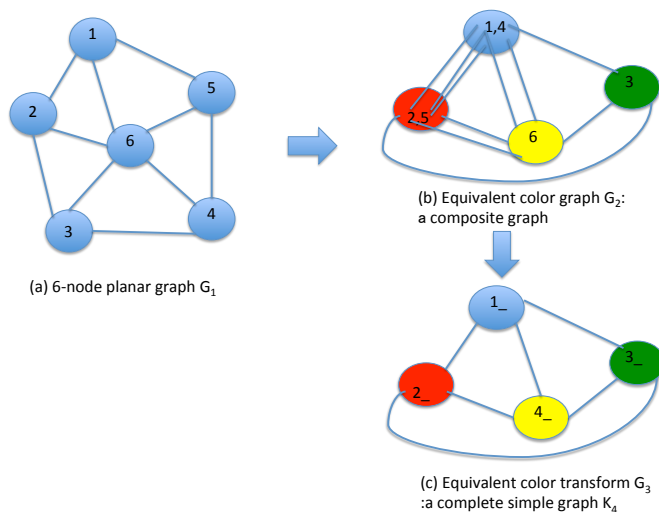 1
2
5
6
3
4
(a) 6-node planar graph G1
1,4
3
2,5
6
(b) Equivalent color graph G2:
a composite graph
1_
3_
2_
4_
(c) Equivalent color transform G3
:a complete simple graph K4